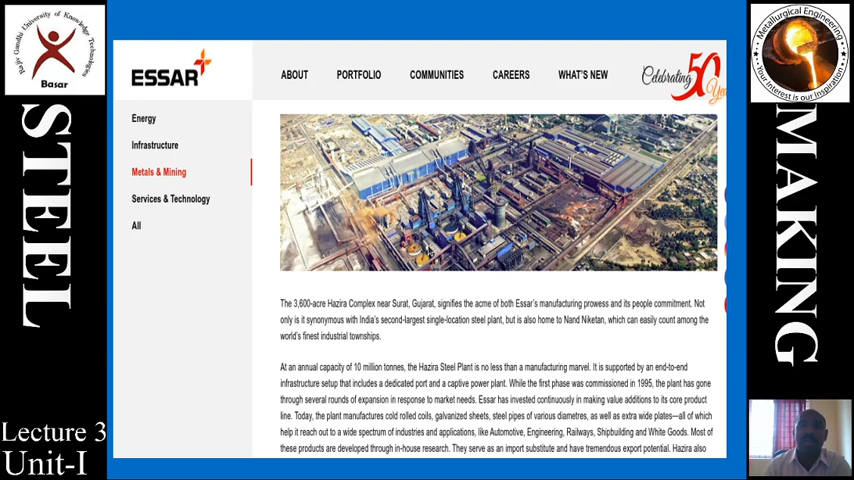 Rajiv Gandhi University of Knowledge Technologies
Basar
STEEL
Lecture 3
Unit-I
ESSAR
ABOUT PORTFOLIO COMMUNITIES CAREERS WHAT'S NEW
Celebrating 50
Energy
Infrastructure
Metals & Mining
Services & Technology
All
The 3,600-acre Hazira Complex near Surat, Gujarat, signifies the acme of both Essar's manufacturing prowess and its people commitment. Not
only is it synonymous with India's second-largest single-location steel plant, but is also home to Nand Niketan, which can easily count among the
world's finest industrial townships.
At an annual capacity of 10 million tonnes, the Hazira Steel Plant is no less than a manufacturing marvel. It is supported by an end-to-end
infrastructure setup that includes a dedicated port and a captive power plant. While the first phase was commissioned in 1995, the plant has gone
through several rounds of expansion in response to market needs. Essar has invested continuously in making value additions to its core product
line. Today, the plant manufactures cold rolled coils, galvanized sheets, steel pipes of various diametres, as well as extra wide plates—all of which
help it reach out to a wide spectrum of industries and applications, like Automotive, Engineering, Railways, Shipbuilding and White Goods. Most of
these products are developed through in-house research. They serve as an import substitute and have tremendous export potential. Hazira also
Metallurgical Engineering
Your Interest is our Inspiration
MAKING